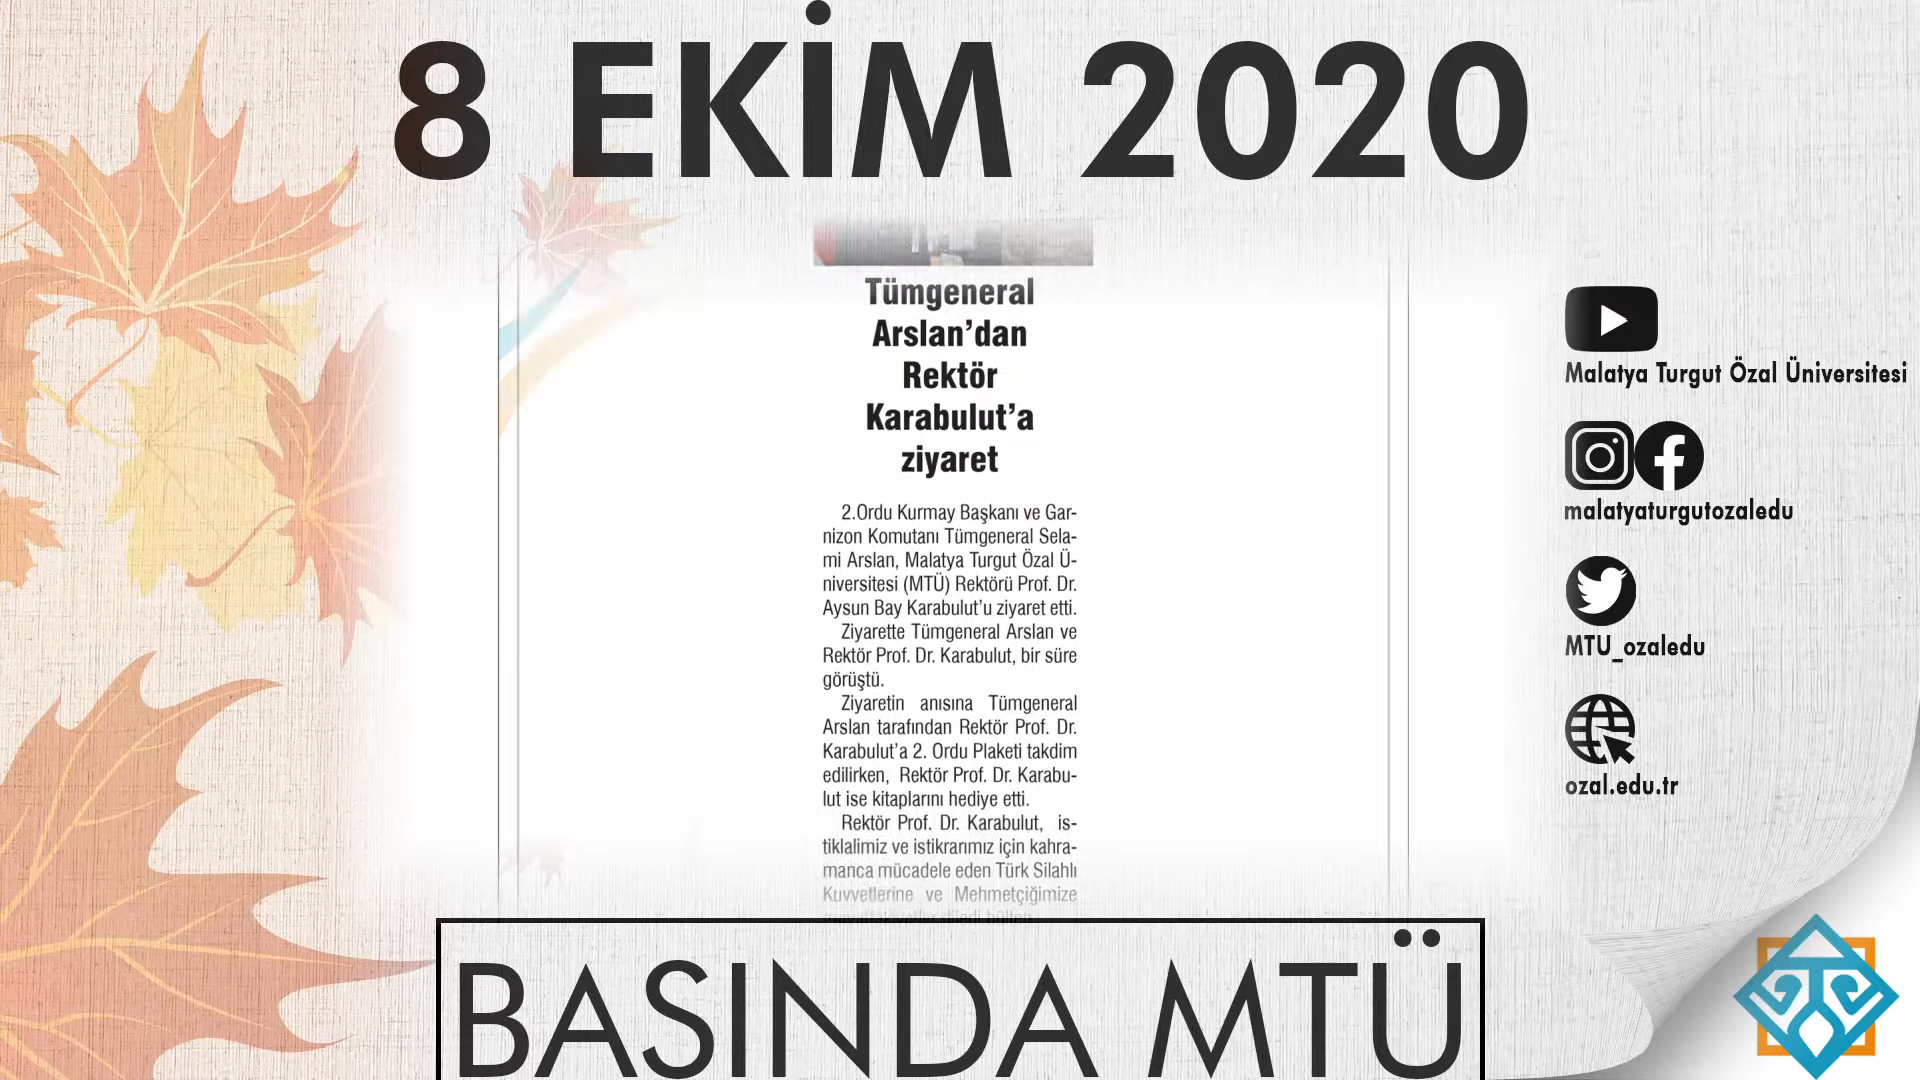 8 EKİM 2020
Tümgeneral
Arslan’dan
Rektör
Karabulut’a
ziyaret
2.Ordu Kurmay Başkanı ve Gar-
nizon Komutanı Tümgeneral Sela-
mi Arslan, Malatya Turgut Özal Ü-
niversitesi (MTÜ) Rektörü Prof. Dr.
Aysun Bay Karabulut’u ziyaret etti.
Ziyarette Tümgeneral Arslan ve
Rektör Prof. Dr. Karabulut, bir süre
görüştü.
Ziyaretin anısına Tümgeneral
Arslan tarafından Rektör Prof. Dr.
Karabulut’a 2. Ordu Plaketi takdim
edilirken, Rektör Prof. Dr. Karabu-
lut ise kitaplarını hediye etti.
Rektör Prof. Dr. Karabulut, is-
tiklalimiz ve istikrarımız için kahra-
manca mücadele eden Türk Silahlı
Kuvvetlerine ve Mehmetçiğimize
Malatya Turgut Özal Üniversitesi
malatyaturgutozaledu
MTU_ozaledu
ozal.edu.tr
BASINDA MTÜ